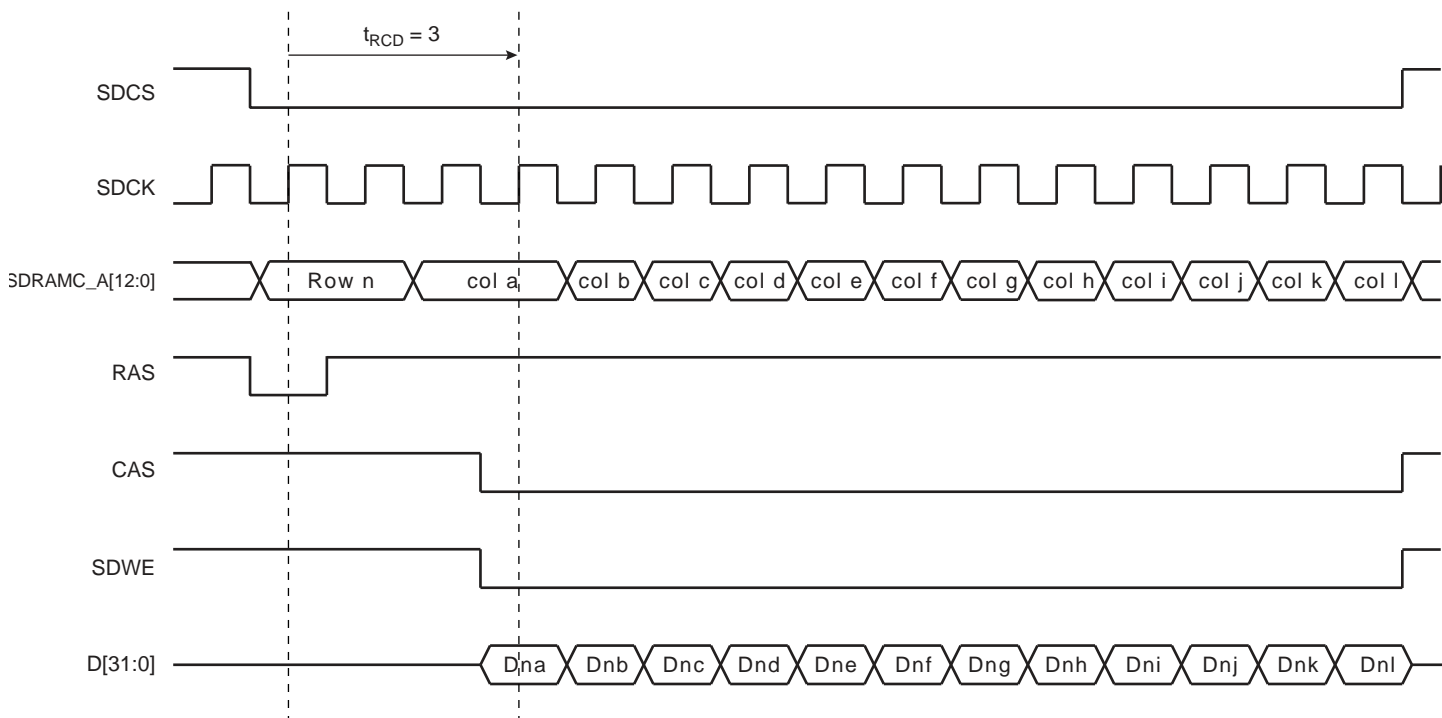 tRCD = 3
SDCS
SDCK
SDRAMC_A[12:0] Row n col a col b col c col d col e col f col g col h col i col j col k col l
RAS
CAS
SDWE
D[31:0] Dna Dnb Dnc Dnd Dne Dnf Dng Dnh Dni Dnj Dnk Dnl